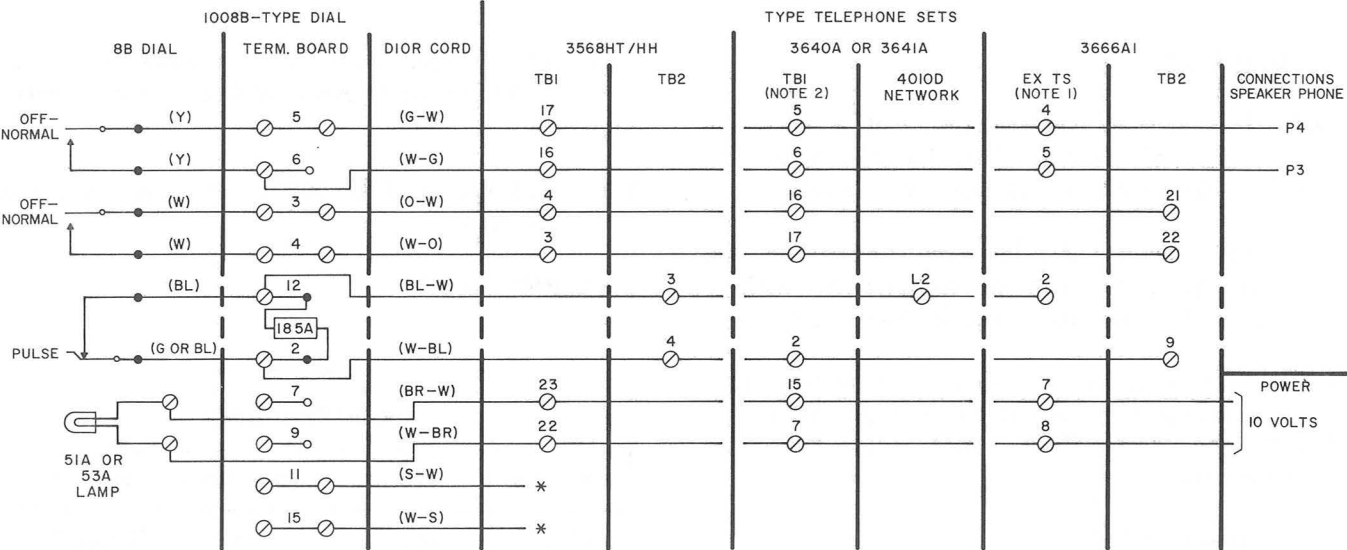 1008B-TYPE DIAL
TYPE TELEPHONE SETS
8B DIAL TERM. BOARD DIOR CORD 3568HT/HH 3640A OR 3641A 3666A1
TB1 TB2 TB1 (NOTE 2) 4010D NETWORK EX TS (NOTE 1) TB2 CONNECTIONS SPEAKER PHONE
OFF-NORMAL (Y) 5 (G-W) 17 5 4 P4
(Y) 6 (W-G) 16 6 5 P3
OFF-NORMAL (W) 3 (O-W) 4 16 21
(W) 4 (W-O) 3 17 22
(BL) 12 (BL-W) 3 L2 2
185A
PULSE (G OR BL) 2 (W-BL) 4 2 9
POWER
7 (BR-W) 23 15 7
10 VOLTS
9 (W-BR) 22 7 8
51A OR
53A
LAMP
11 (S-W) *
15 (W-S) *